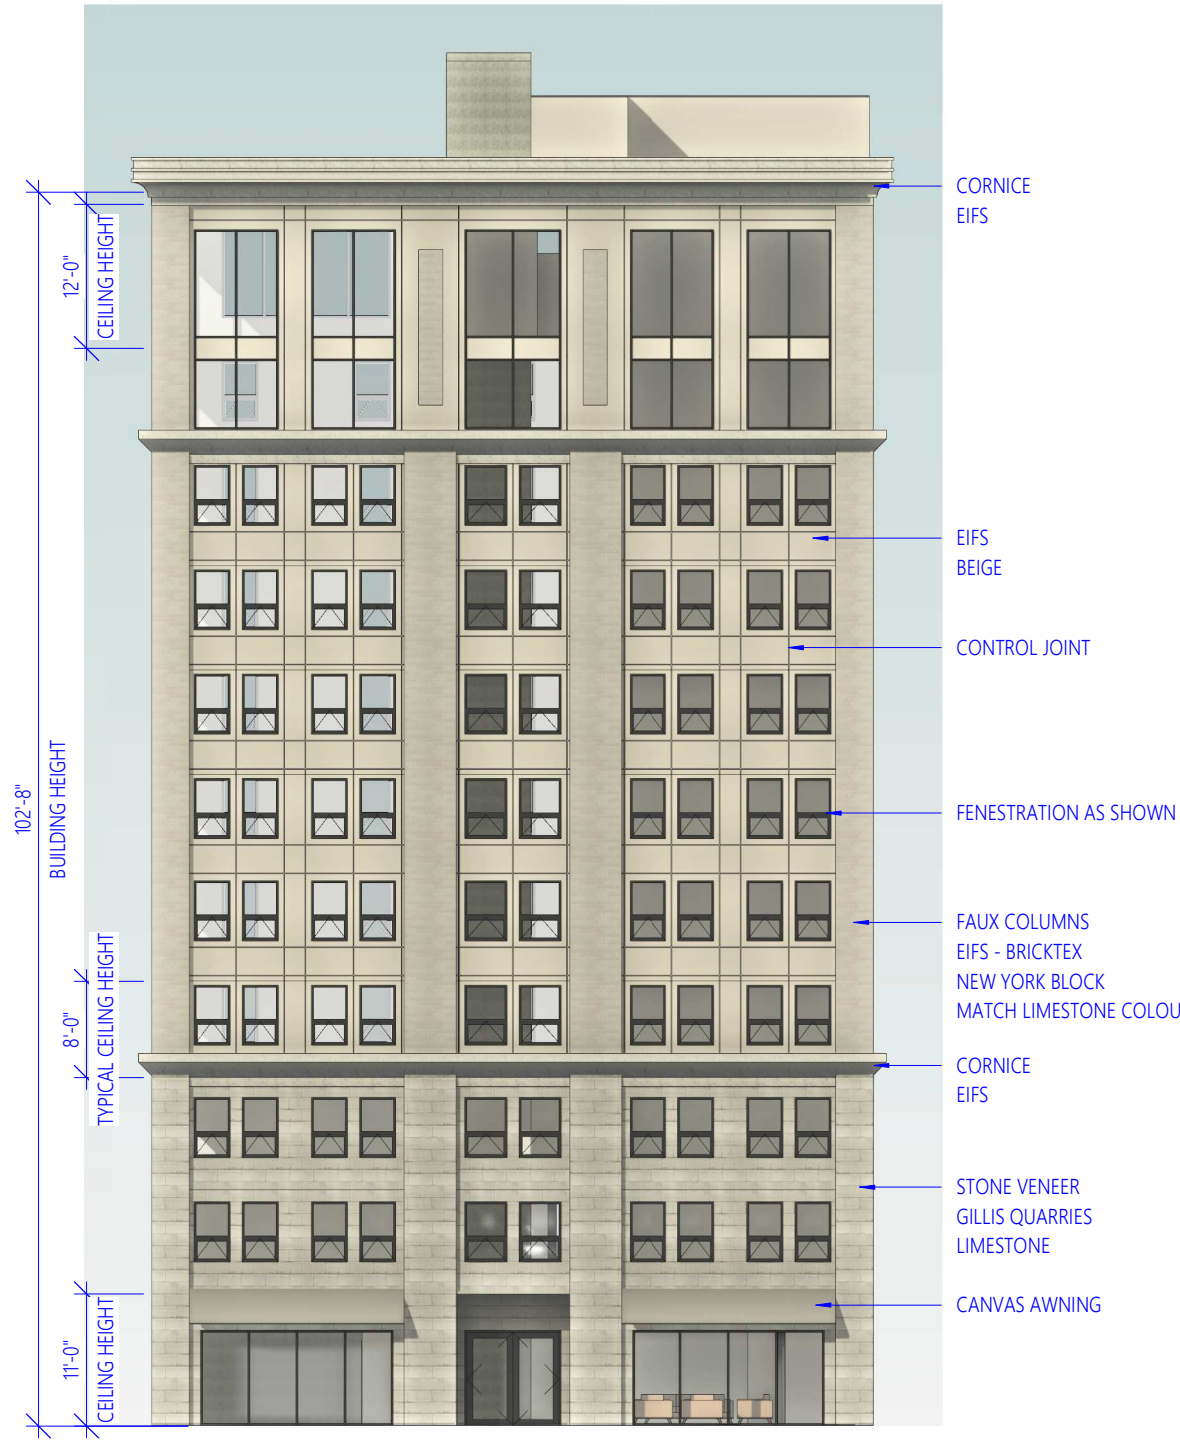 CORNICE
EIFS
12'-0"
CEILING HEIGHT
EIFS
BEIGE
CONTROL JOINT
102'-8"
BUILDING HEIGHT
FENESTRATION AS SHOWN
FAUX COLUMNS
EIFS - BRICKTEX
NEW YORK BLOCK
MATCH LIMESTONE COLOU
8'-0"
TYPICAL CEILING HEIGHT
CORNICE
EIFS
STONE VENEER
GILLIS QUARRIES
LIMESTONE
CANVAS AWNING
11'-0"
CEILING HEIGHT